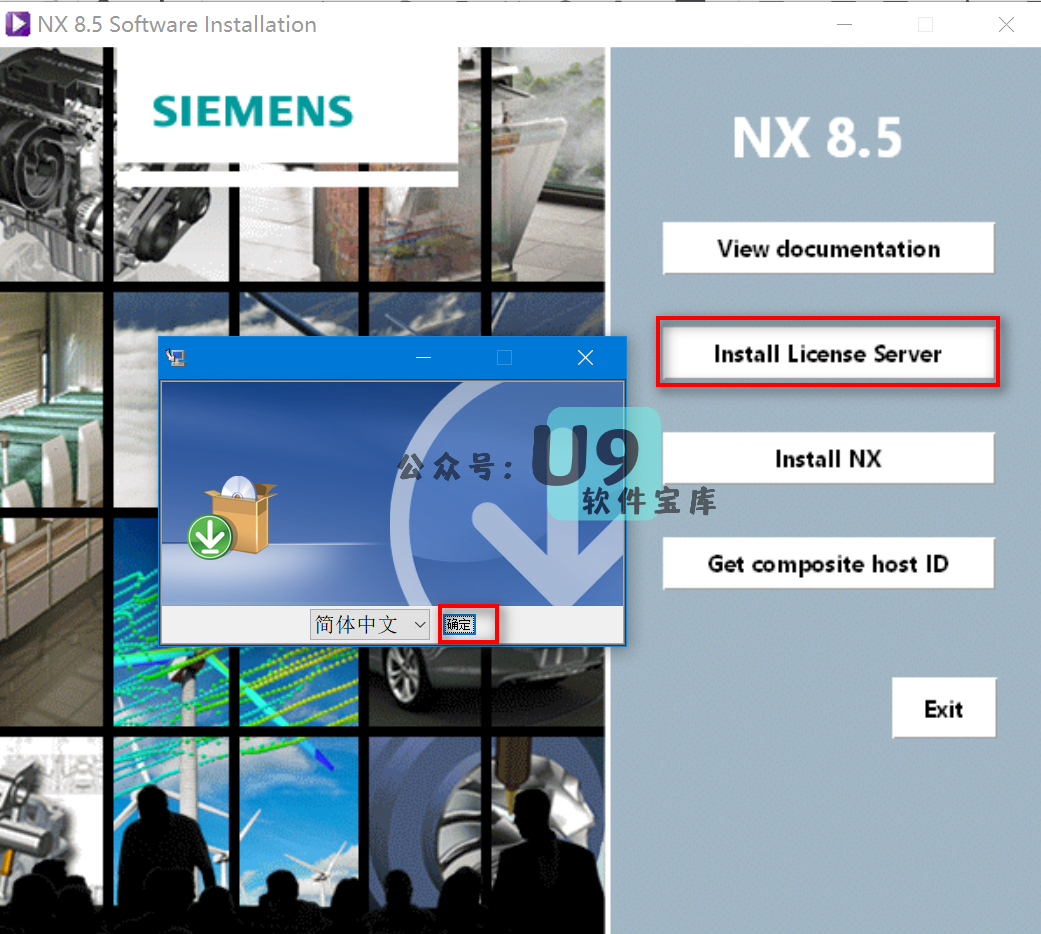 NX 8.5 Software Installation
SIEMENS
NX 8.5
View documentation
Install License Server
Install NX
Get composite host ID
Exit
公众号：U9
软件宝库
简体中文
确定